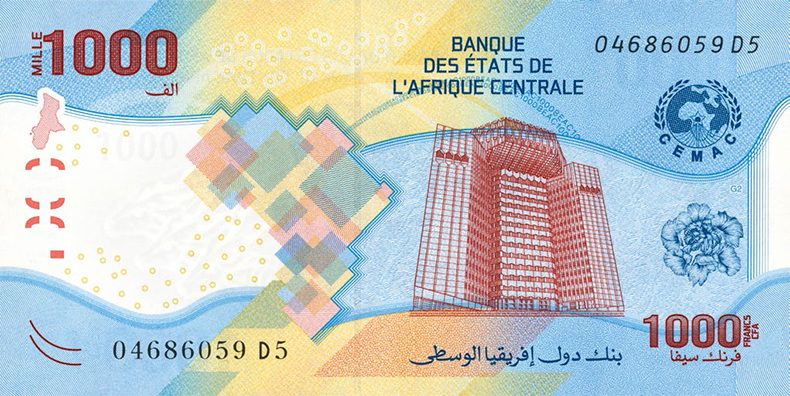 MILLE
1000
الف
BANQUE
DES ÉTATS DE
L'AFRIQUE CENTRALE
04686059 D5
CEMAC
G2
04686059 D5
بنك دول إفريقيا الوسطى
1000
FRANCS
CFA
فرنك سيفا